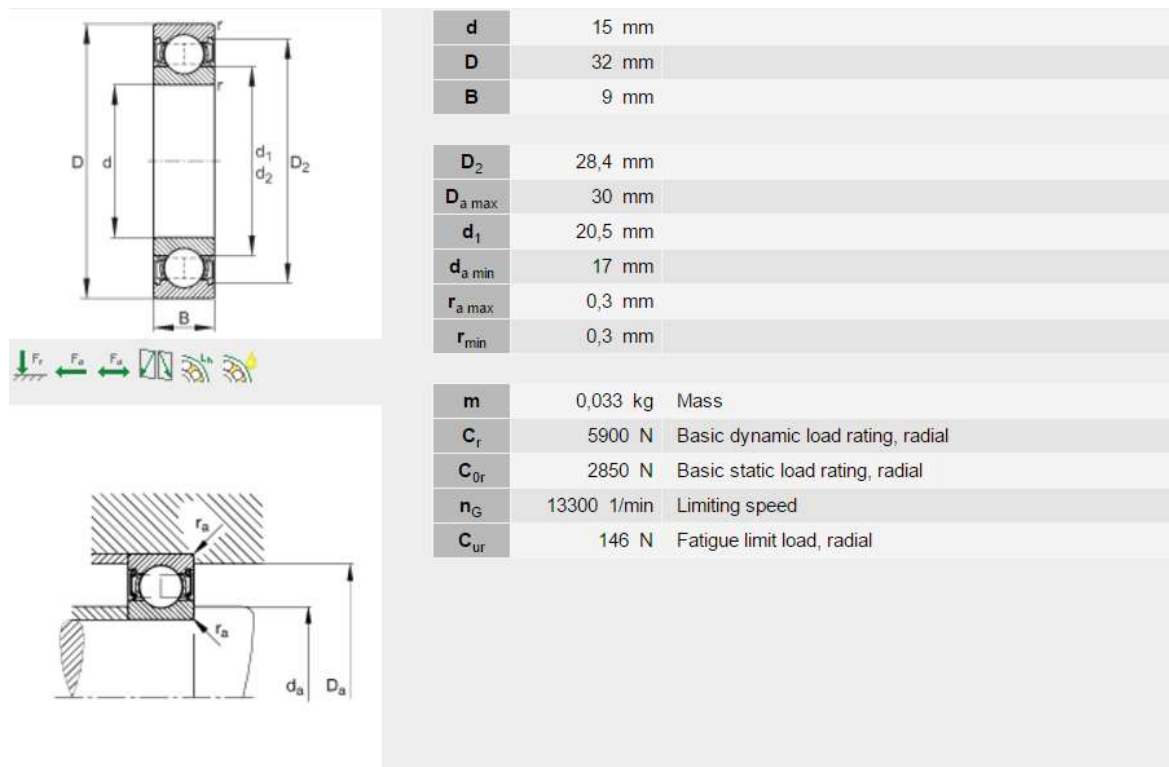 r
r
D
d
d1
d2
D2
B
Fr
Fa
Fa
Lh
ra
ra
da
Da
d 15 mm
D 32 mm
B 9 mm
D2 28,4 mm
Da max 30 mm
d1 20,5 mm
da min 17 mm
ra max 0,3 mm
rmin 0,3 mm
m 0,033 kg Mass
Cr 5900 N Basic dynamic load rating, radial
C0r 2850 N Basic static load rating, radial
nG 13300 1/min Limiting speed
Cur 146 N Fatigue limit load, radial